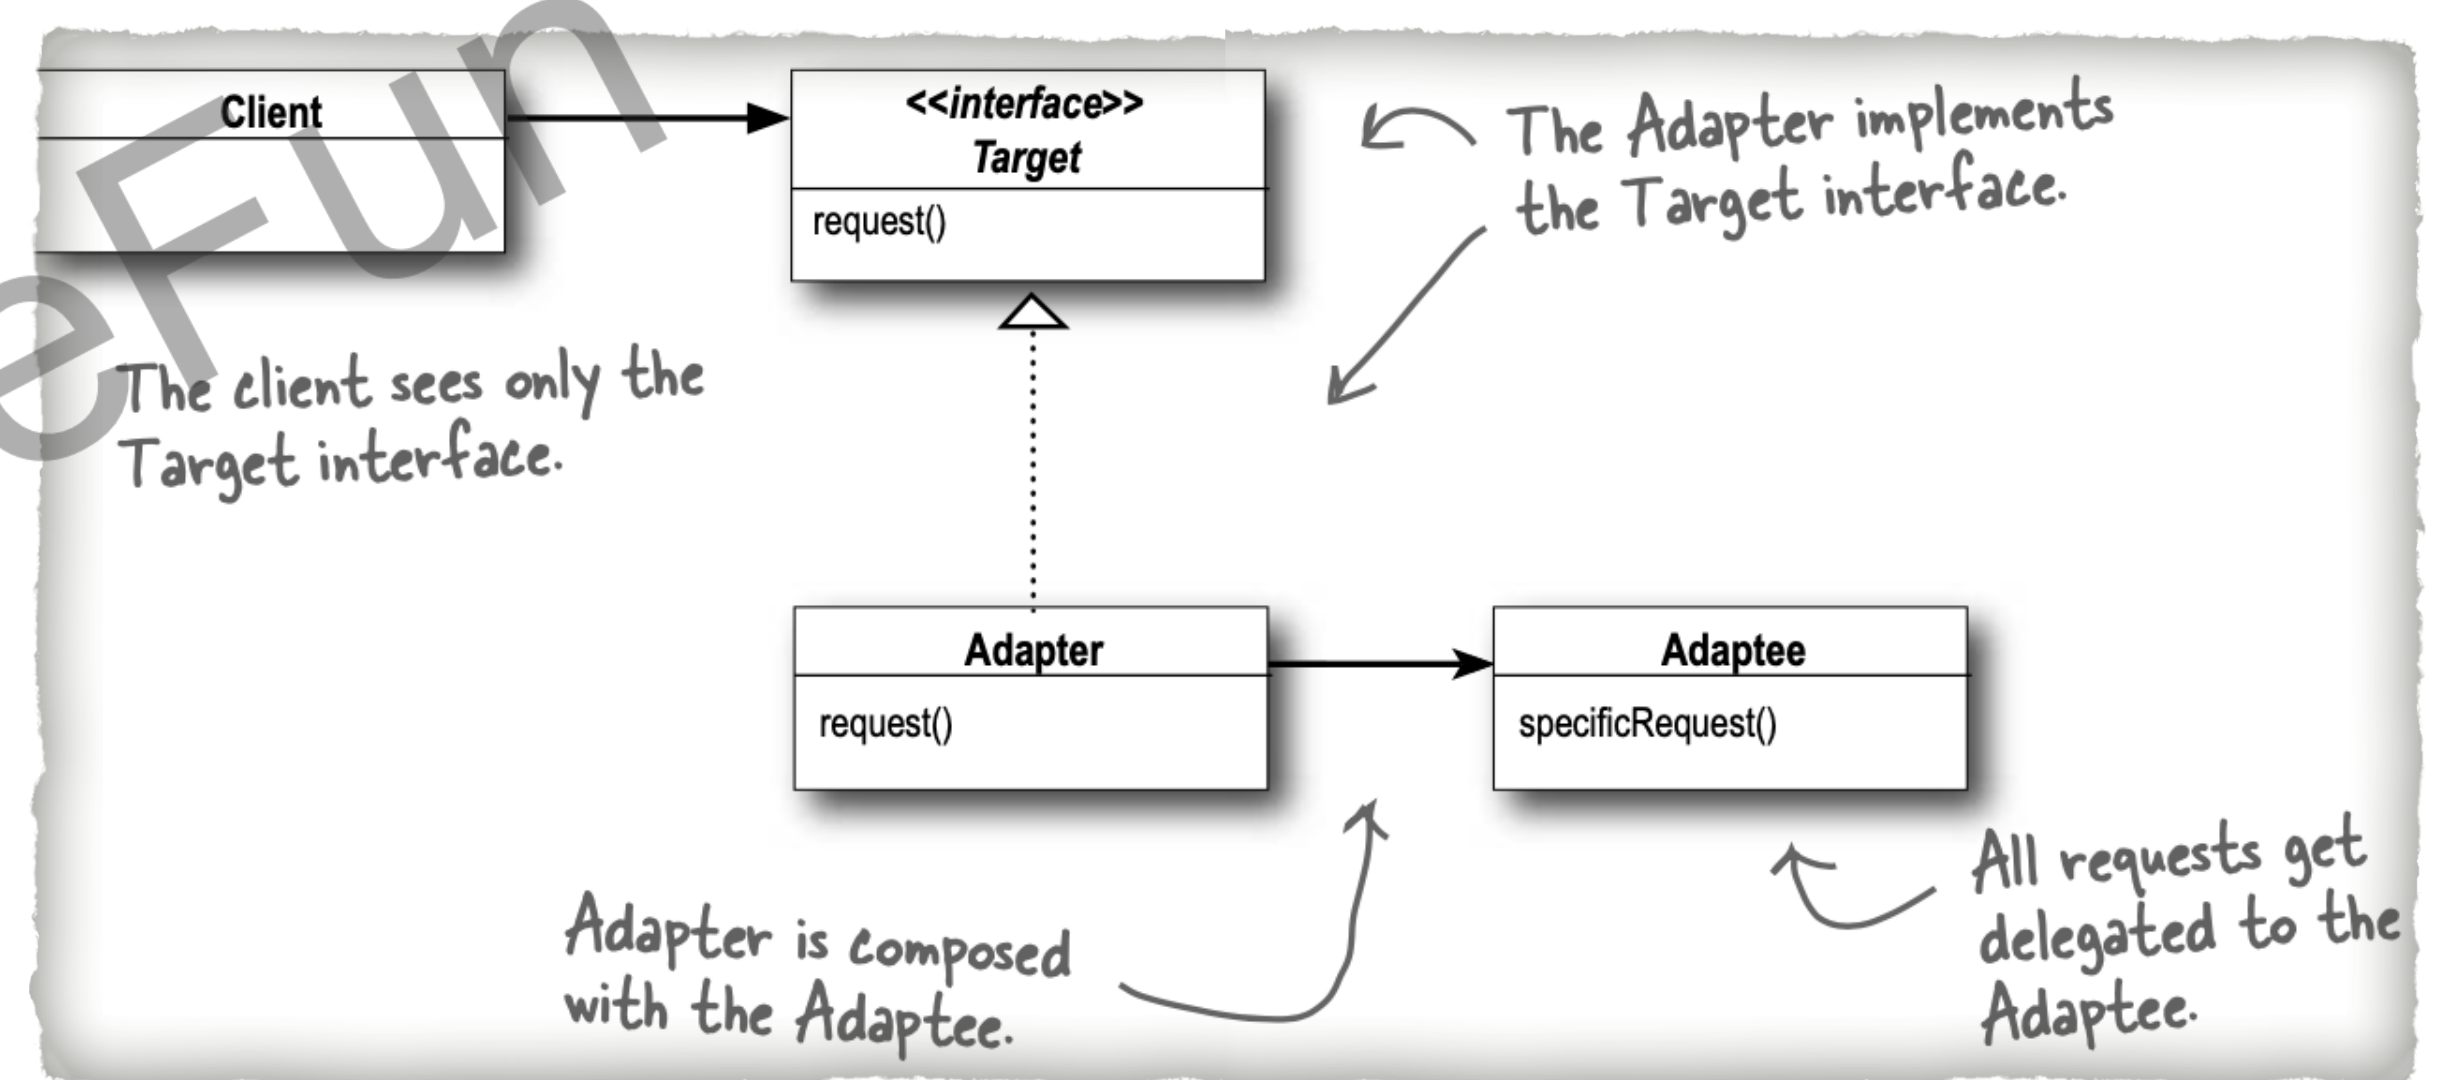 Client
<<interface>>
Target
request()
The Adapter implements
the Target interface.
The client sees only the
Target interface.
Adapter
request()
Adaptee
specificRequest()
Adapter is composed
with the Adaptee.
All requests get
delegated to the
Adaptee.
eFun